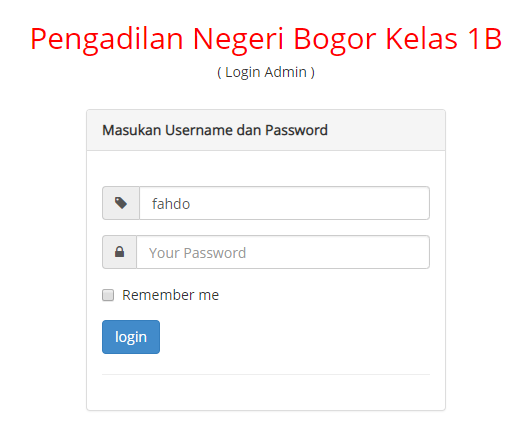 Pengadilan Negeri Bogor Kelas 1B
( Login Admin )
Masukan Username dan Password
fahdo
Your Password
Remember me
login